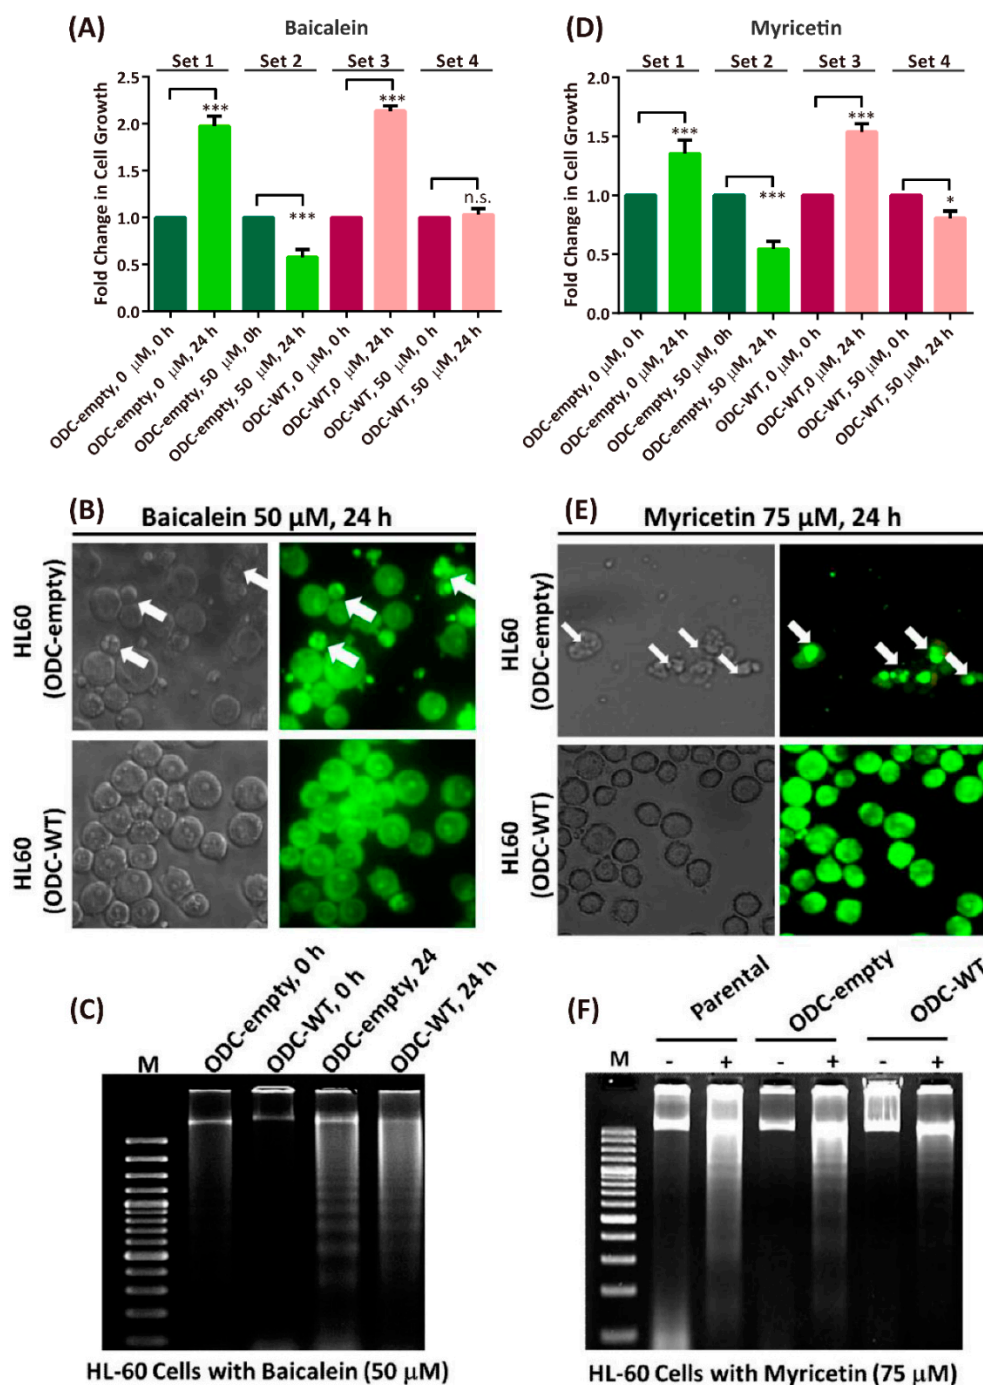 (A)
Baicalein
Set 1 Set 2 Set 3 Set 4
Fold Change in Cell Growth
2.5
2.0
1.5
1.0
0.5
0.0
***
***
***
n.s.
ODC-empty, 0 μM, 0 h
ODC-empty, 0 μM, 24 h
ODC-empty, 50 μM, 0h
ODC-empty, 50 μM, 24 h
ODC-WT, 0 μM, 0 h
ODC-WT, 0 μM, 24 h
ODC-WT, 50 μM, 0 h
ODC-WT, 50 μM, 24 h
(D)
Myricetin
Set 1 Set 2 Set 3 Set 4
Fold Change in Cell Growth
2.0
1.5
1.0
0.5
0.0
***
***
***
*
ODC-empty, 0 μM, 0 h
ODC-empty, 0 μM, 24 h
ODC-empty, 50 μM, 0h
ODC-empty, 50 μM, 24 h
ODC-WT, 0 μM, 0 h
ODC-WT, 0 μM, 24 h
ODC-WT, 50 μM, 0 h
ODC-WT, 50 μM, 24 h
(B)
Baicalein 50 μM, 24 h
HL60
(ODC-empty)
HL60
(ODC-WT)
(E)
Myricetin 75 μM, 24 h
HL60
(ODC-empty)
HL60
(ODC-WT)
(C)
M
ODC-empty, 0 h
ODC-WT, 0 h
ODC-empty, 24
ODC-WT, 24 h
HL-60 Cells with Baicalein (50 μM)
(F)
Parental
ODC-empty
ODC-WT
M - + - + - +
HL-60 Cells with Myricetin (75 μM)